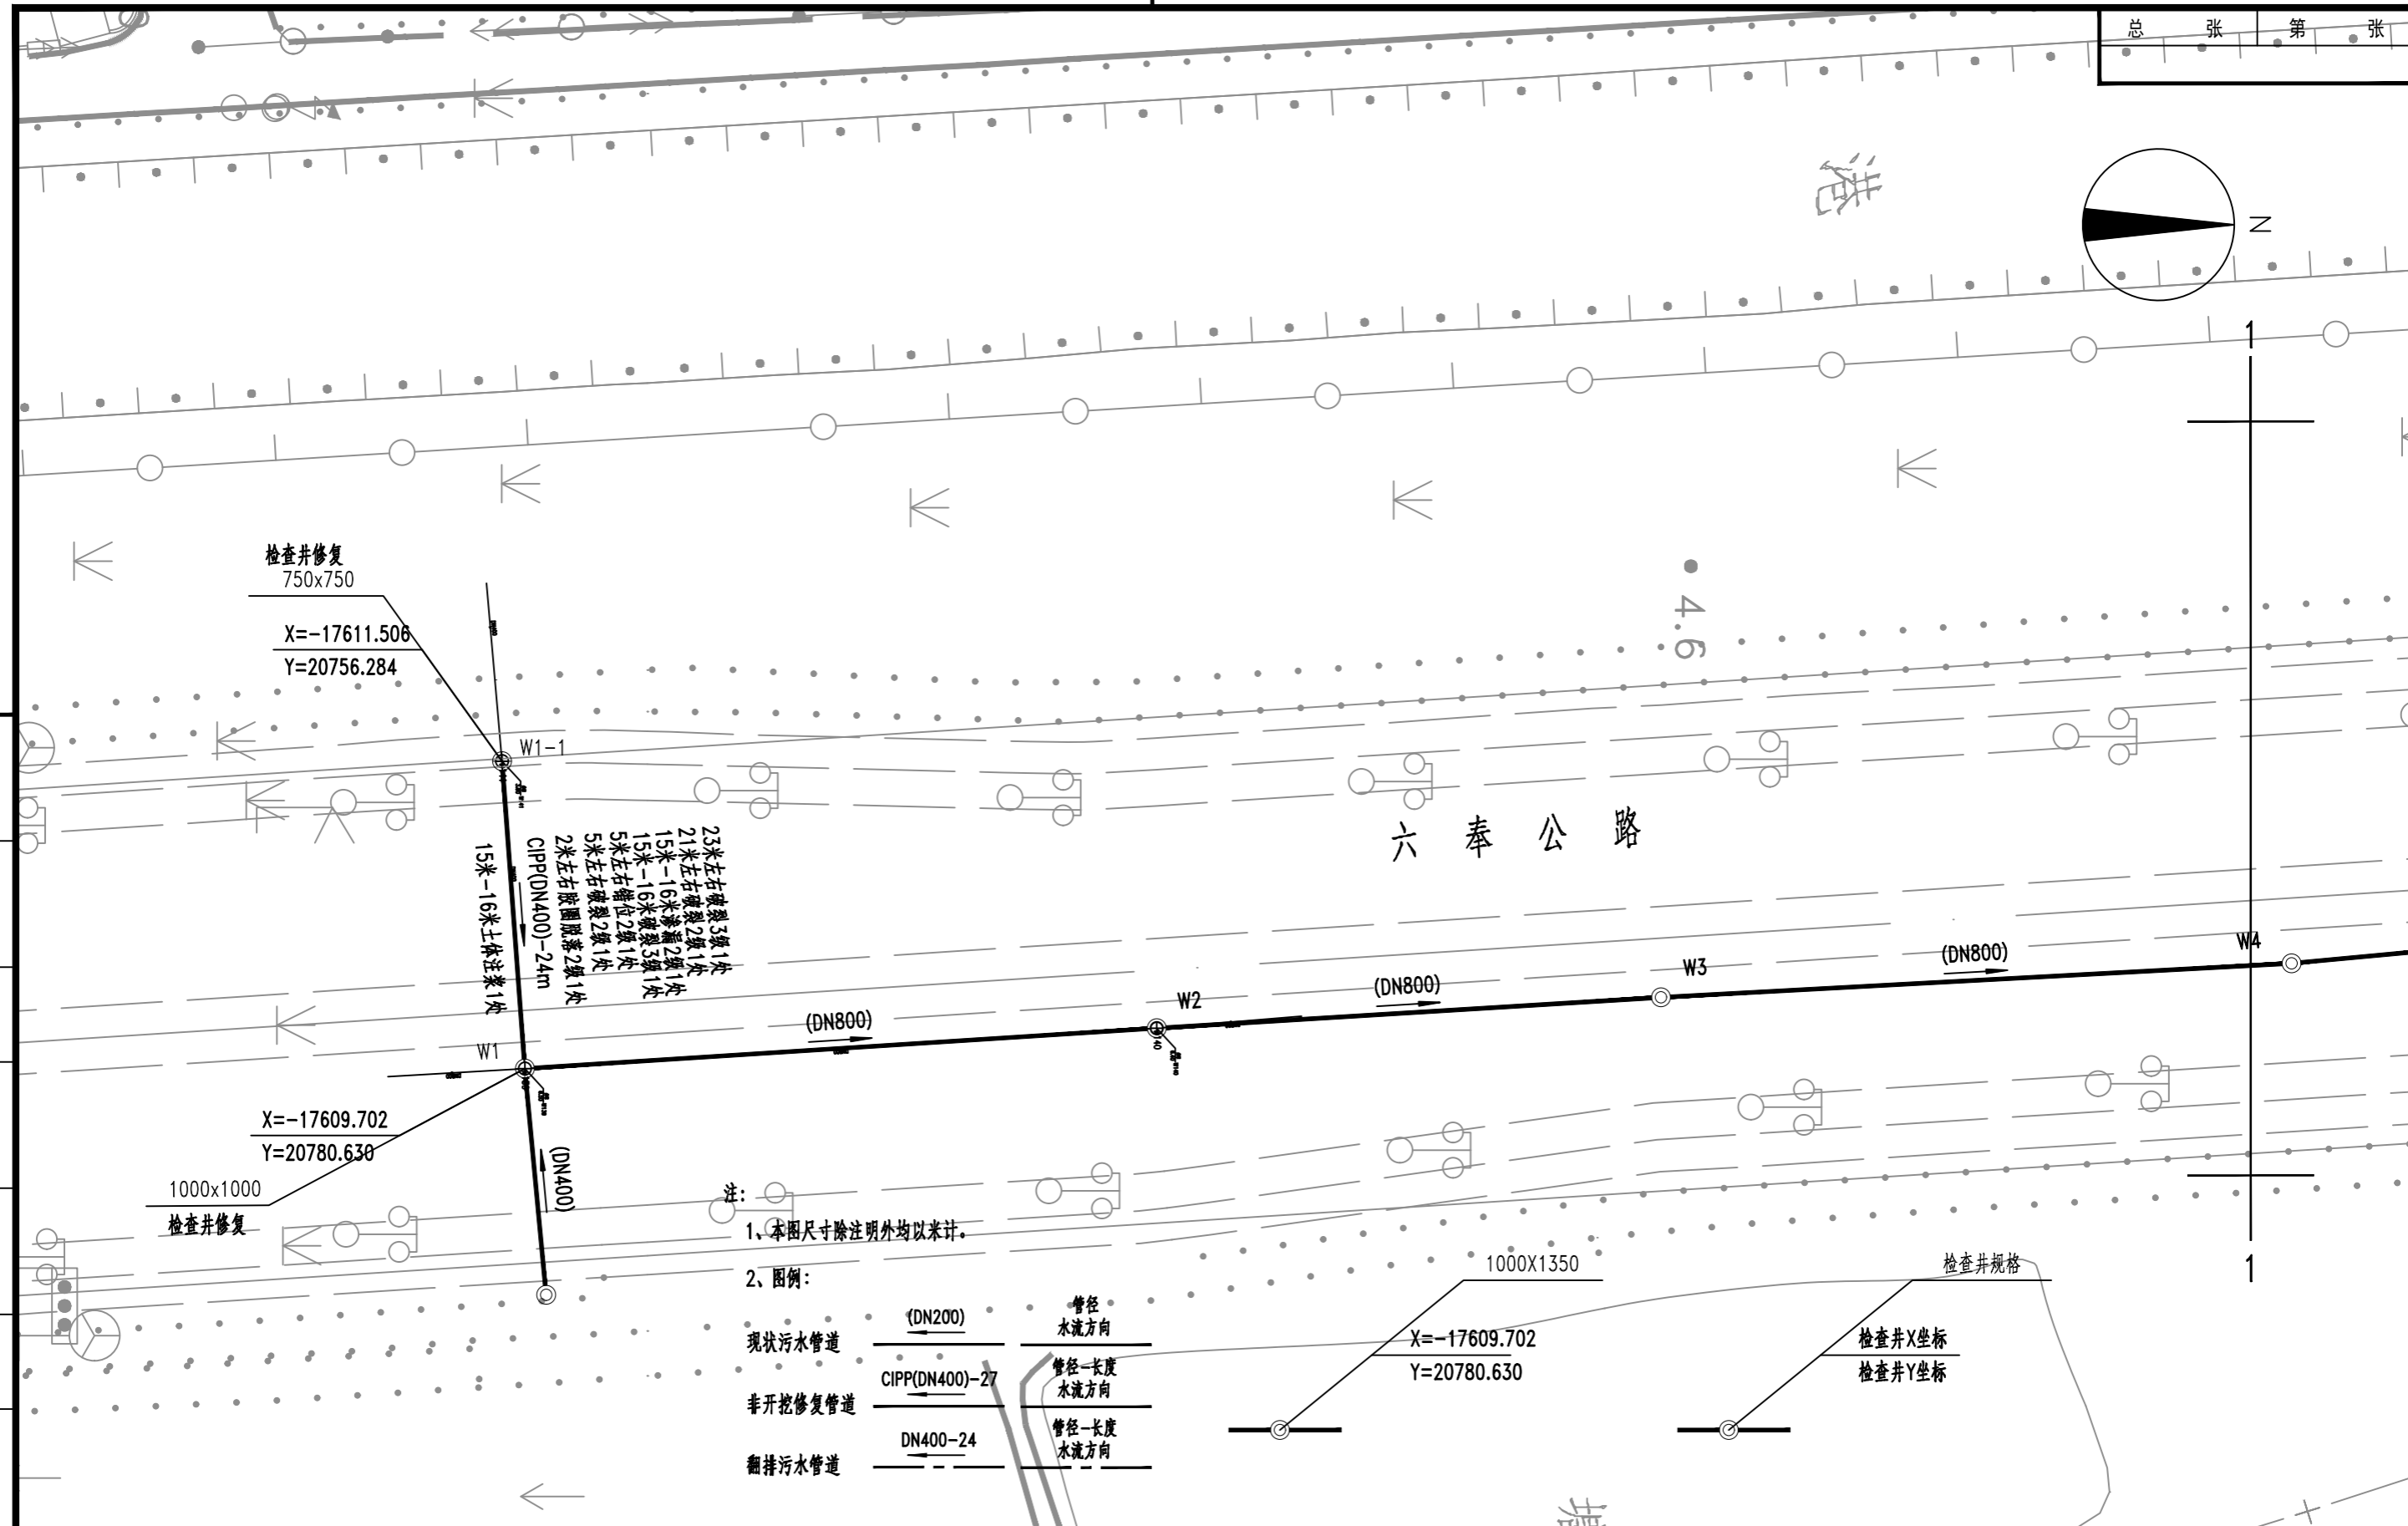 总 张 第 张
N
1
检查井修复
750x750
X=-17611.506
Y=20756.284
4.6
W1-1
六奉公路
23米左右破裂3级1处
21米左右破裂2级1处
15米-16米渗漏2级1处
15米-16米破裂3级1处
5米左右错位2级1处
5米左右破裂2级1处
2米左右胶圈脱落2级1处
CIPP(DN400)-24m
15米-16米土体注浆1处
W4
(DN800)
W3
(DN800)
W2
(DN800)
W1
X=-17609.702
Y=20780.630
1000x1000
检查井修复
(DN400)
注:
1、本图尺寸除注明外均以米计。
2、图例:
现状污水管道 (DN200) 管径
水流方向
非开挖修复管道 CIPP(DN400)-27 管径-长度
水流方向
翻排污水管道 DN400-24 管径-长度
水流方向
1000X1350
X=-17609.702
Y=20780.630
检查井规格
检查井X坐标
检查井Y坐标
1